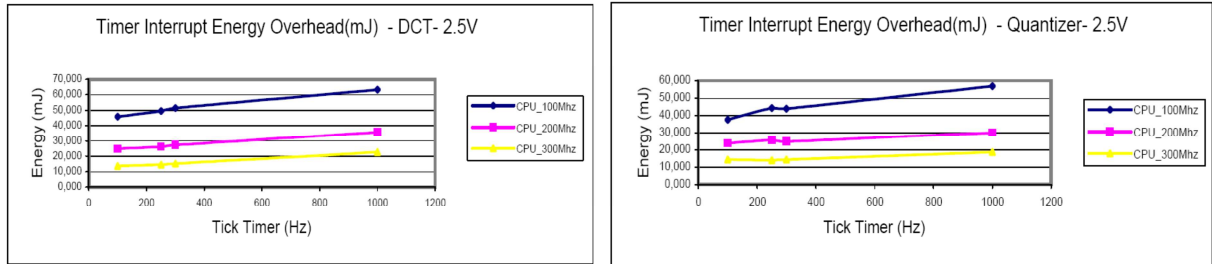 Timer Interrupt Energy Overhead(mJ) - DCT- 2.5V
Energy (mJ)
70,000
60,000
50,000
40,000
30,000
20,000
10,000
0,000
0 200 400 600 800 1000 1200
Tick Timer (Hz)
CPU_100Mhz
CPU_200Mhz
CPU_300Mhz
Timer Interrupt Energy Overhead(mJ) - Quantizer- 2.5V
Energy (mJ)
60,000
50,000
40,000
30,000
20,000
10,000
0,000
0 200 400 600 800 1000 1200
Tick Timer (Hz)
CPU_100Mhz
CPU_200Mhz
CPU_300Mhz